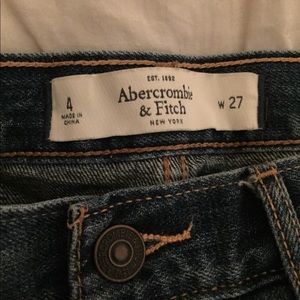 EST. 1892
Abercrombie
& Fitch
NEW YORK
4
MADE IN
CHINA
W 27